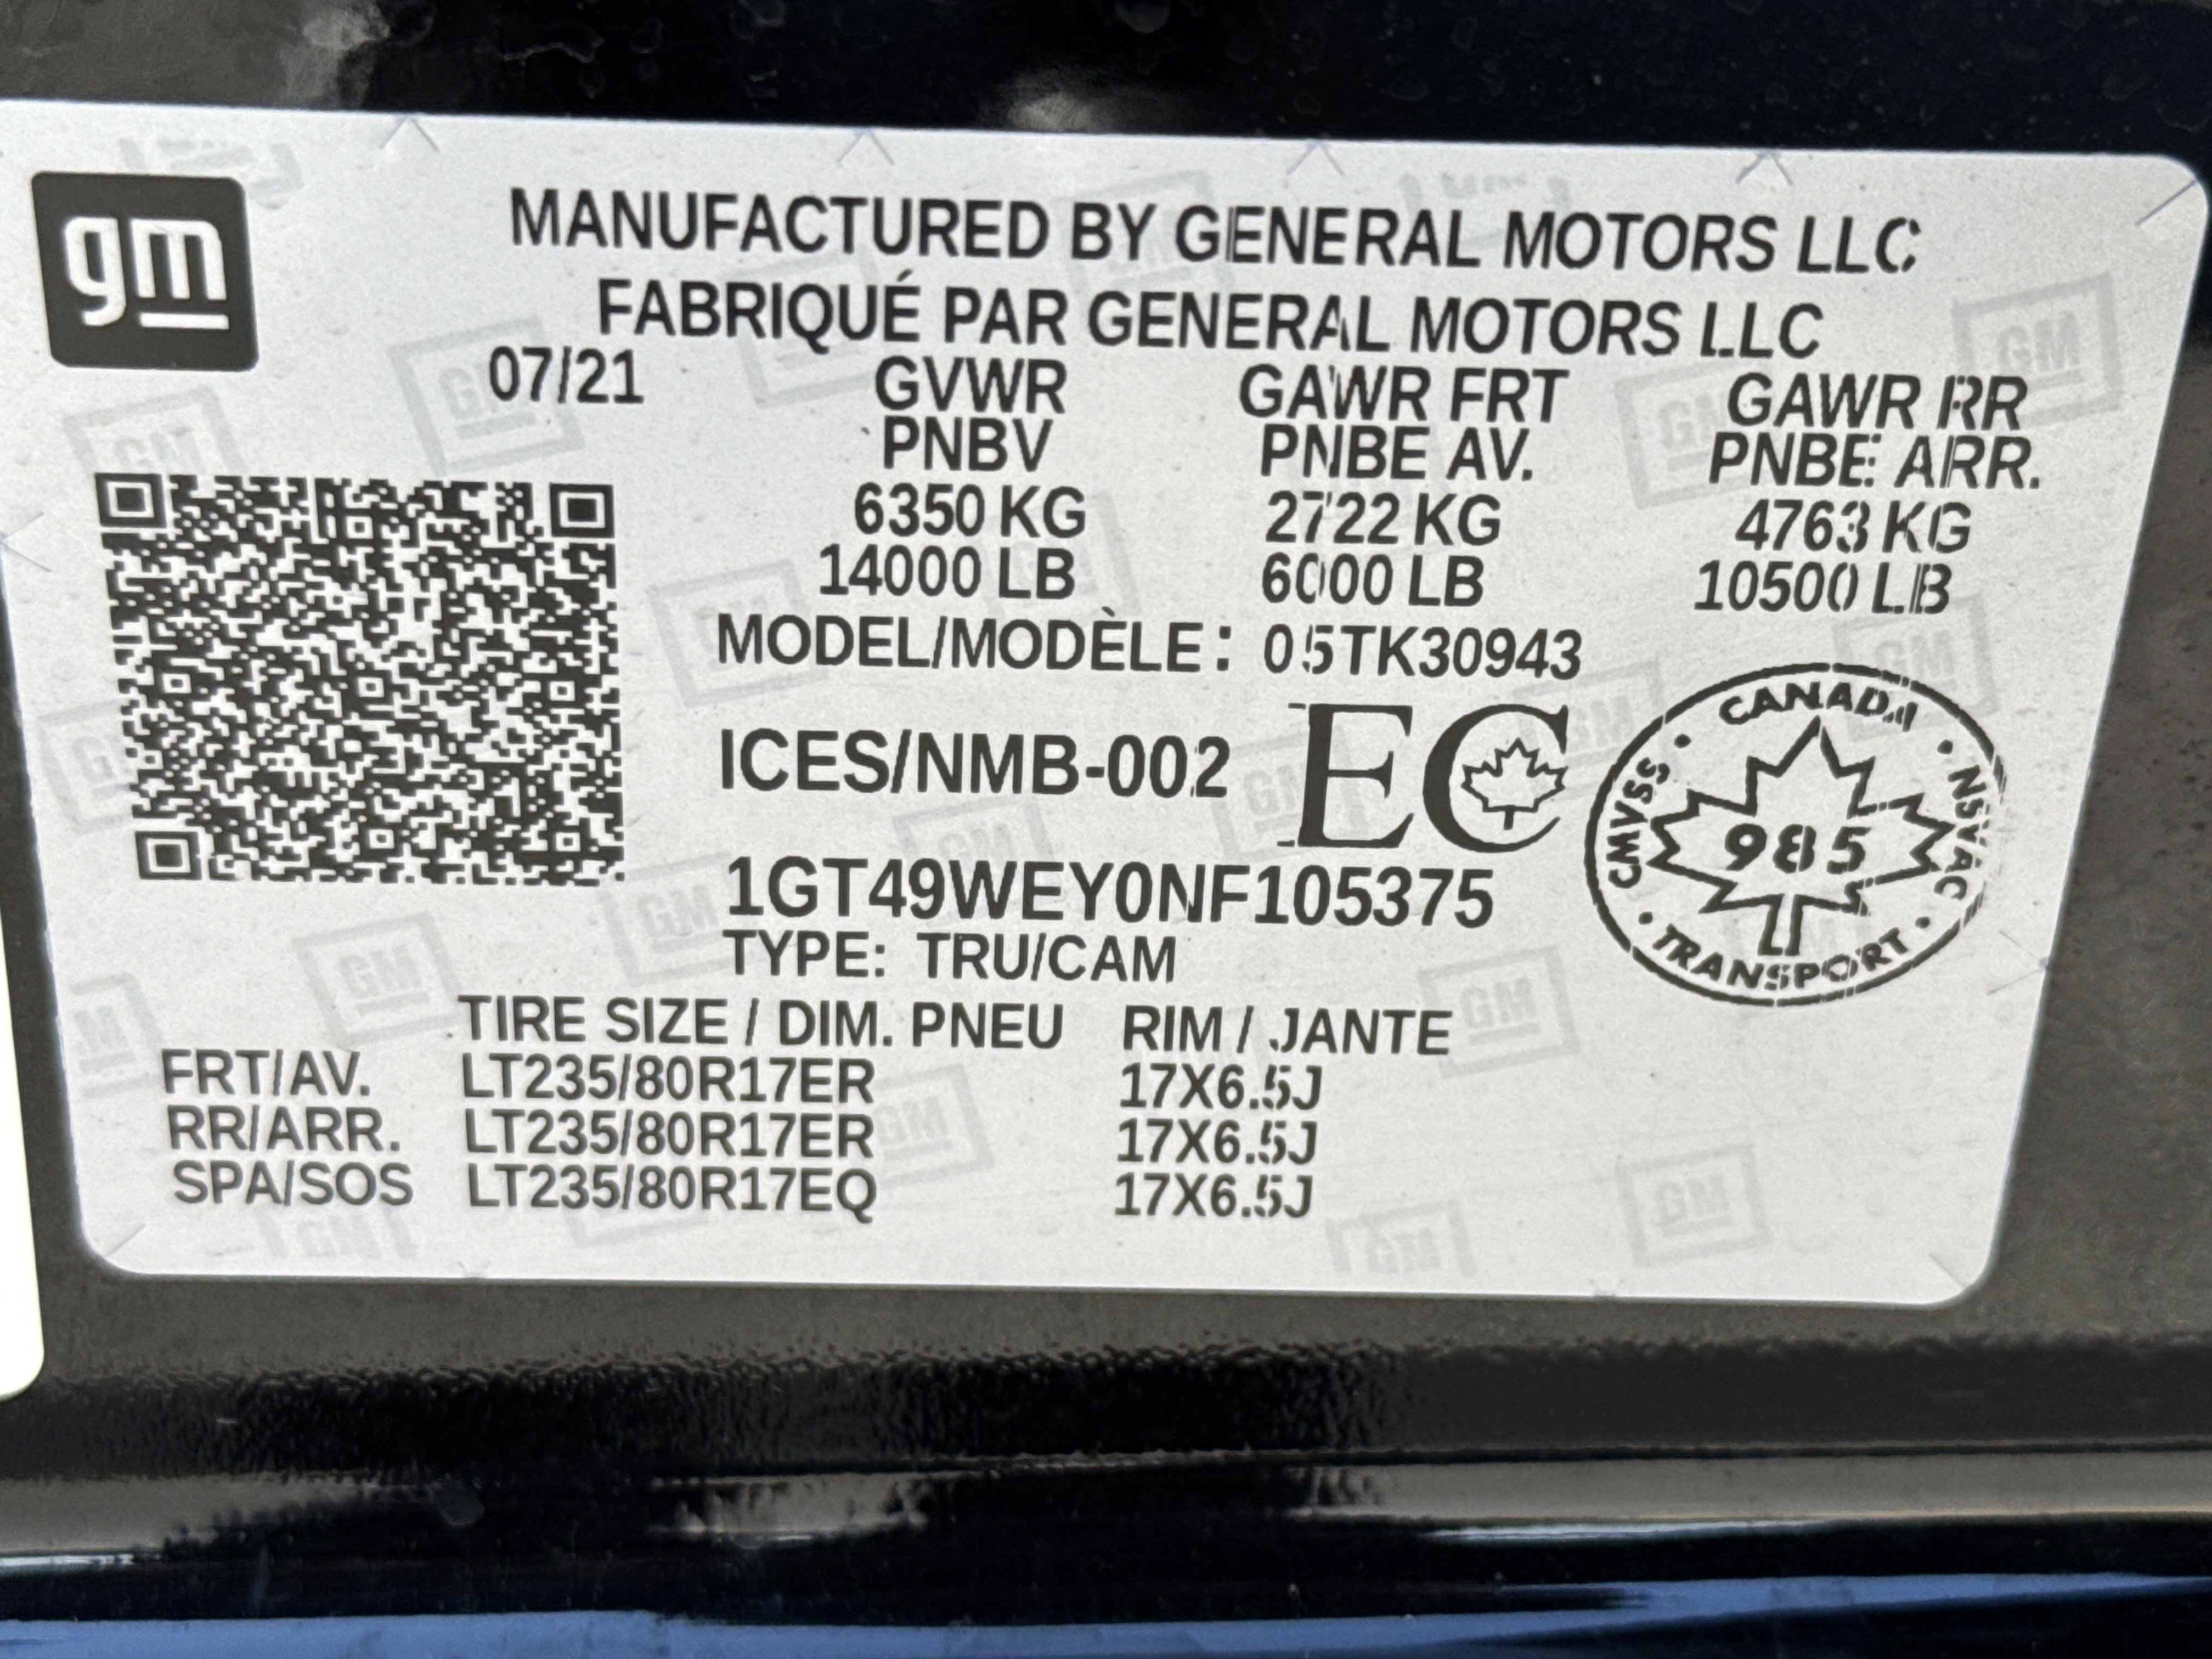 gm
MANUFACTURED BY GENERAL MOTORS LLC
FABRIQUÉ PAR GENERAL MOTORS LLC
07/21 GVWR GAWR FRT GAWR RR
PNBV PNBE AV. PNBE ARR.
6350 KG 2722 KG 4763 KG
14000 LB 6000 LB 10500 LB
MODEL/MODÈLE: 05TK30943
ICES/NMB-002 EC
CANADA
CMVSS • 985 • NSVAC
• TRANSPORT •
1GT49WEY0NF105375
TYPE: TRU/CAM
TIRE SIZE / DIM. PNEU RIM / JANTE
FRT/AV. LT235/80R17ER 17X6.5J
RR/ARR. LT235/80R17ER 17X6.5J
SPA/SOS LT235/80R17EQ 17X6.5J